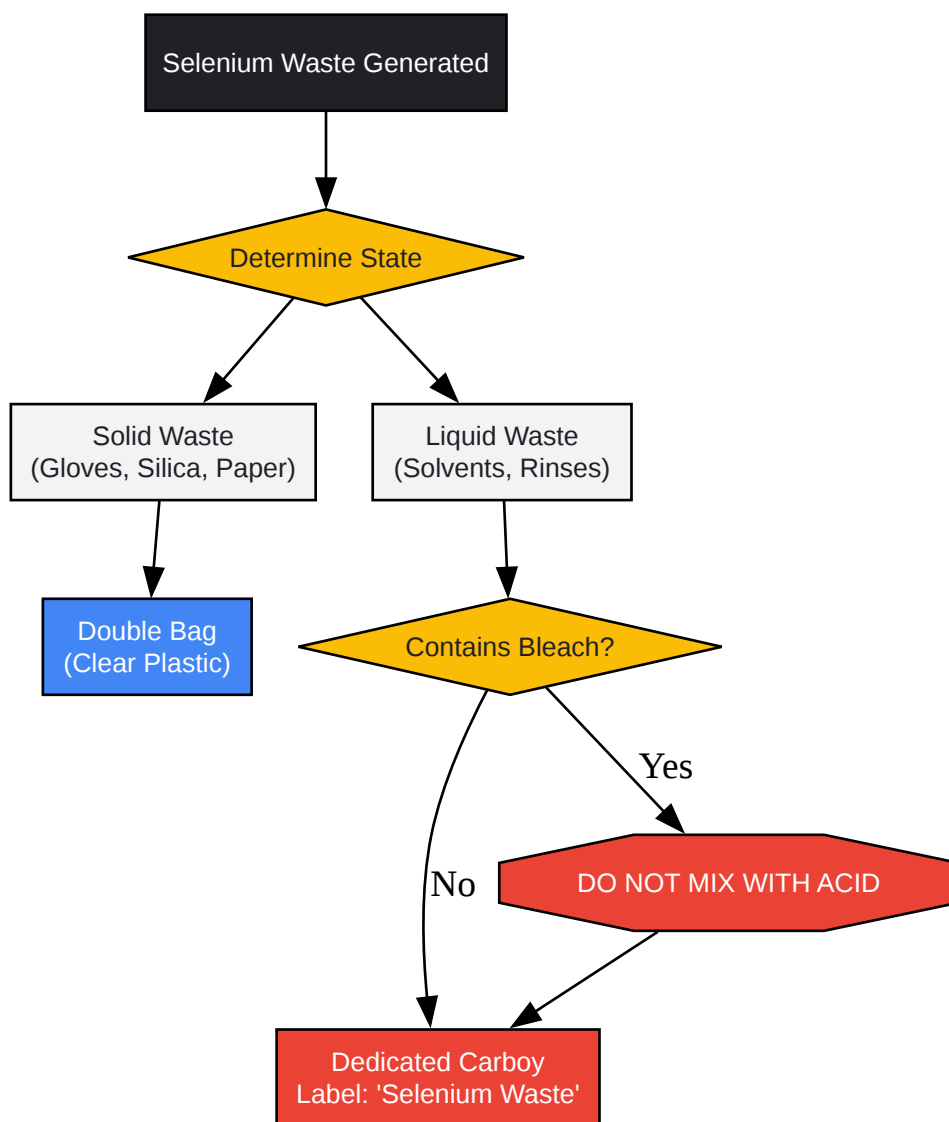 Selenium Waste Generated
Determine State
Solid Waste
(Gloves, Silica, Paper)
Liquid Waste
(Solvents, Rinses)
Double Bag
(Clear Plastic)
Contains Bleach?
Yes
No
DO NOT MIX WITH ACID
Dedicated Carboy
Label: 'Selenium Waste'